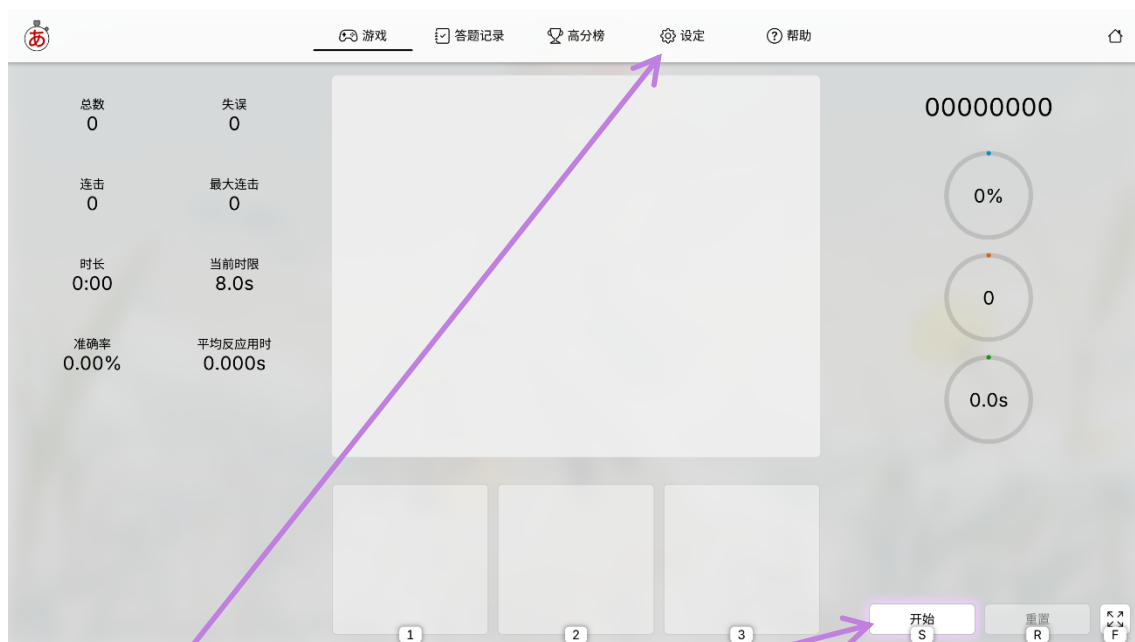 あ
游戏 答题记录 高分榜 设定 帮助
总数 失误
0 0
连击 最大连击
0 0
时长 当前时限
0:00 8.0s
准确率 平均反应用时
0.00% 0.000s
00000000
0%
0
0.0s
开始 重置
1 2 3 S R F